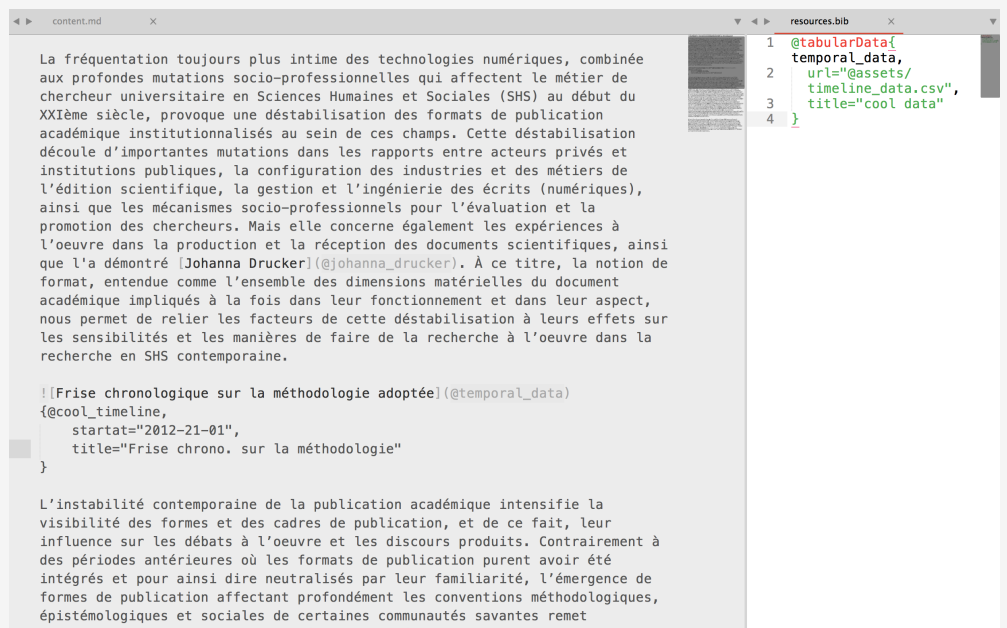 content.md
La fréquentation toujours plus intime des technologies numériques, combinée
aux profondes mutations socio-professionnelles qui affectent le métier de
chercheur universitaire en Sciences Humaines et Sociales (SHS) au début du
XXIème siècle, provoque une déstabilisation des formats de publication
académique institutionnalisés au sein de ces champs. Cette déstabilisation
découle d’importantes mutations dans les rapports entre acteurs privés et
institutions publiques, la configuration des industries et des métiers de
l’édition scientifique, la gestion et l’ingénierie des écrits (numériques),
ainsi que les mécanismes socio-professionnels pour l’évaluation et la
promotion des chercheurs. Mais elle concerne également les expériences à
l’oeuvre dans la production et la réception des documents scientifiques, ainsi
que l'a démontré [Johanna Drucker](@johanna_drucker). À ce titre, la notion de
format, entendue comme l’ensemble des dimensions matérielles du document
académique impliqués à la fois dans leur fonctionnement et dans leur aspect,
nous permet de relier les facteurs de cette déstabilisation à leurs effets sur
les sensibilités et les manières de faire de la recherche à l’oeuvre dans la
recherche en SHS contemporaine.
![Frise chronologique sur la méthodologie adoptée](@temporal_data)
{@cool_timeline,
startat="2012-21-01",
title="Frise chrono. sur la méthodologie"
}
L’instabilité contemporaine de la publication académique intensifie la
visibilité des formes et des cadres de publication, et de ce fait, leur
influence sur les débats à l’oeuvre et les discours produits. Contrairement à
des périodes antérieures où les formats de publication purent avoir été
intégrés et pour ainsi dire neutralisés par leur familiarité, l’émergence de
formes de publication affectant profondément les conventions méthodologiques,
épistémologiques et sociales de certaines communautés savantes remet
resources.bib
1 @tabularData{
temporal_data,
2 url="@assets/
timeline_data.csv",
3 title="cool data"
4 }